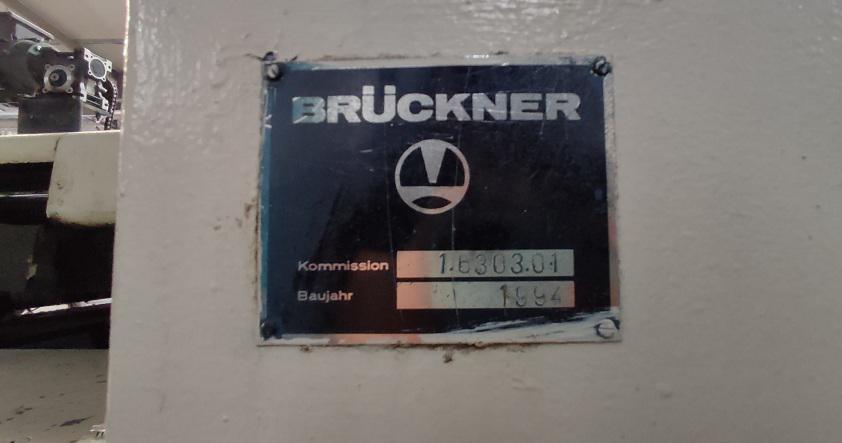 BRÜCKNER
Kommission 1.6303.01
Baujahr 1994